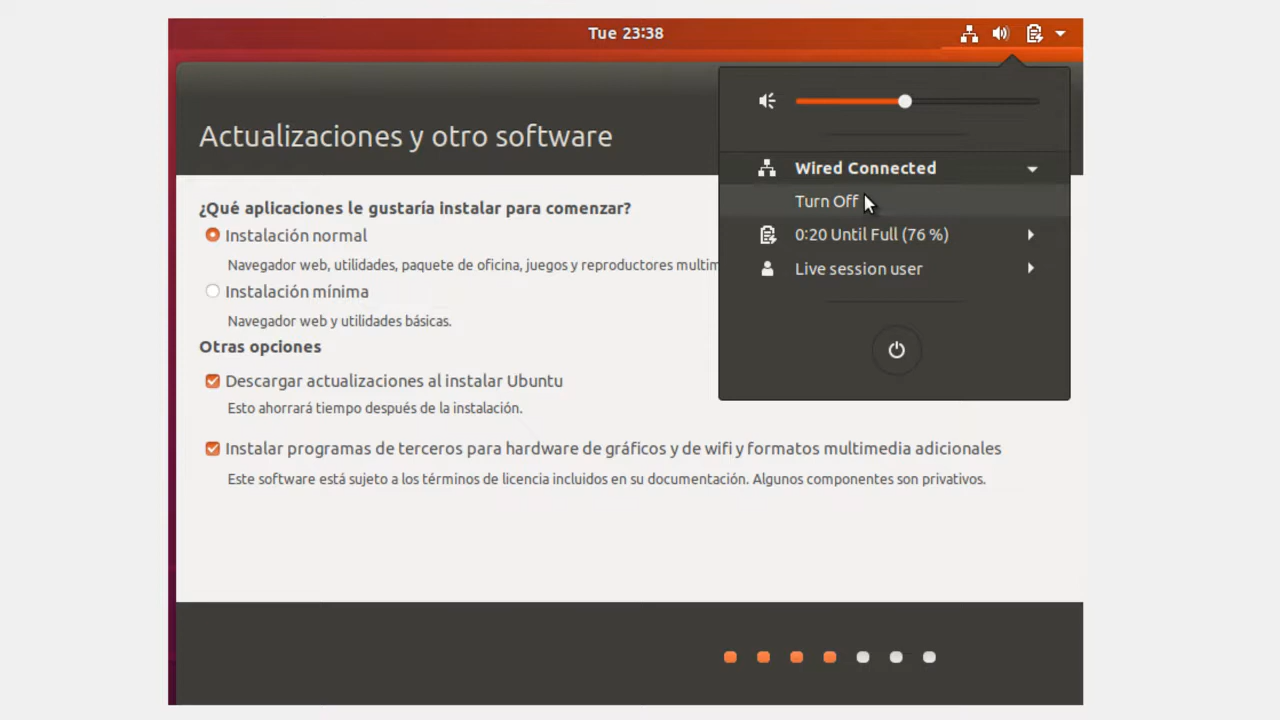 Tue 23:38
Actualizaciones y otro software
Wired Connected
Turn Off
0:20 Until Full (76 %)
Live session user
¿Qué aplicaciones le gustaría instalar para comenzar?
Instalación normal
Navegador web, utilidades, paquete de oficina, juegos y reproductores
Instalación mínima
Navegador web y utilidades básicas.
Otras opciones
Descargar actualizaciones al instalar Ubuntu
Esto ahorrará tiempo después de la instalación.
Instalar programas de terceros para hardware de gráficos y de wifi y formatos multimedia adicionales
Este software está sujeto a los términos de licencia incluidos en su documentación. Algunos componentes son privativos.